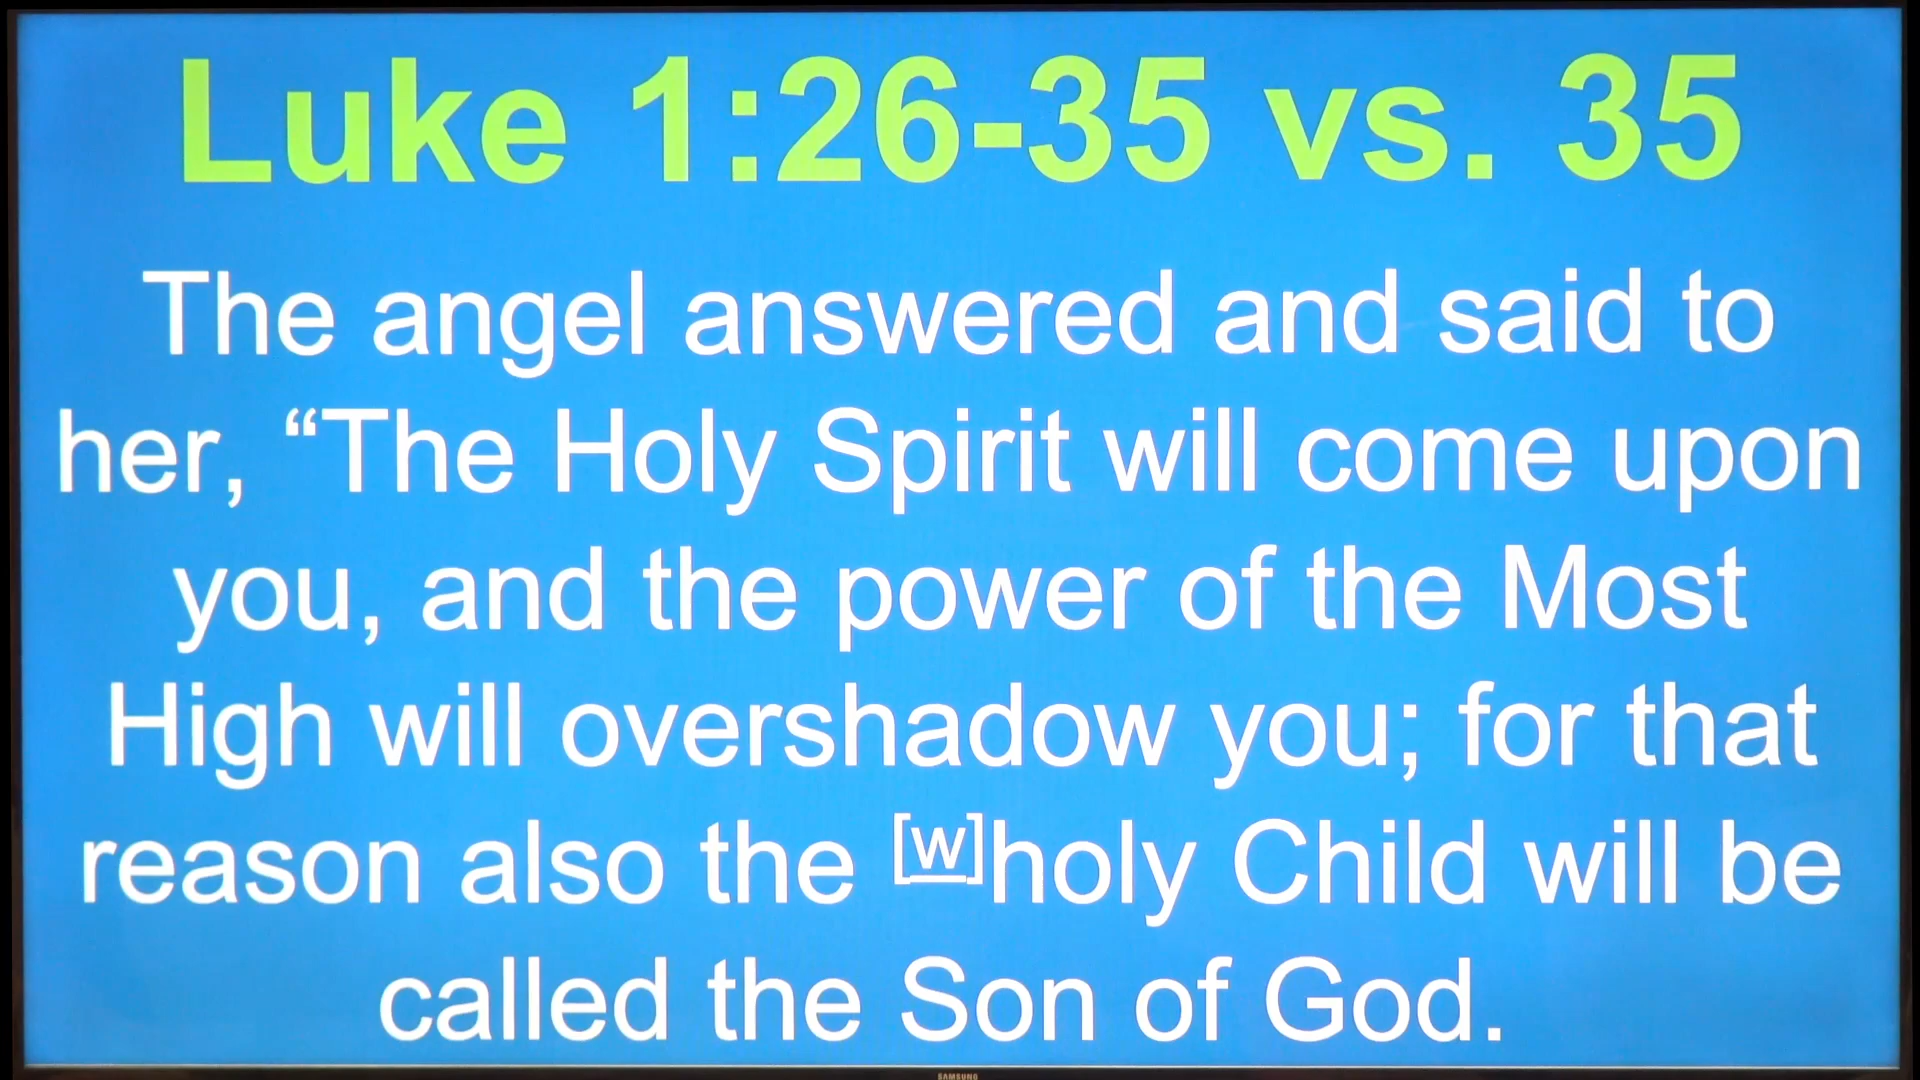 Luke 1:26-35 vs. 35
The angel answered and said to
her, “The Holy Spirit will come upon
you, and the power of the Most
High will overshadow you; for that
reason also the [w]holy Child will be
called the Son of God.
SAMSUNG